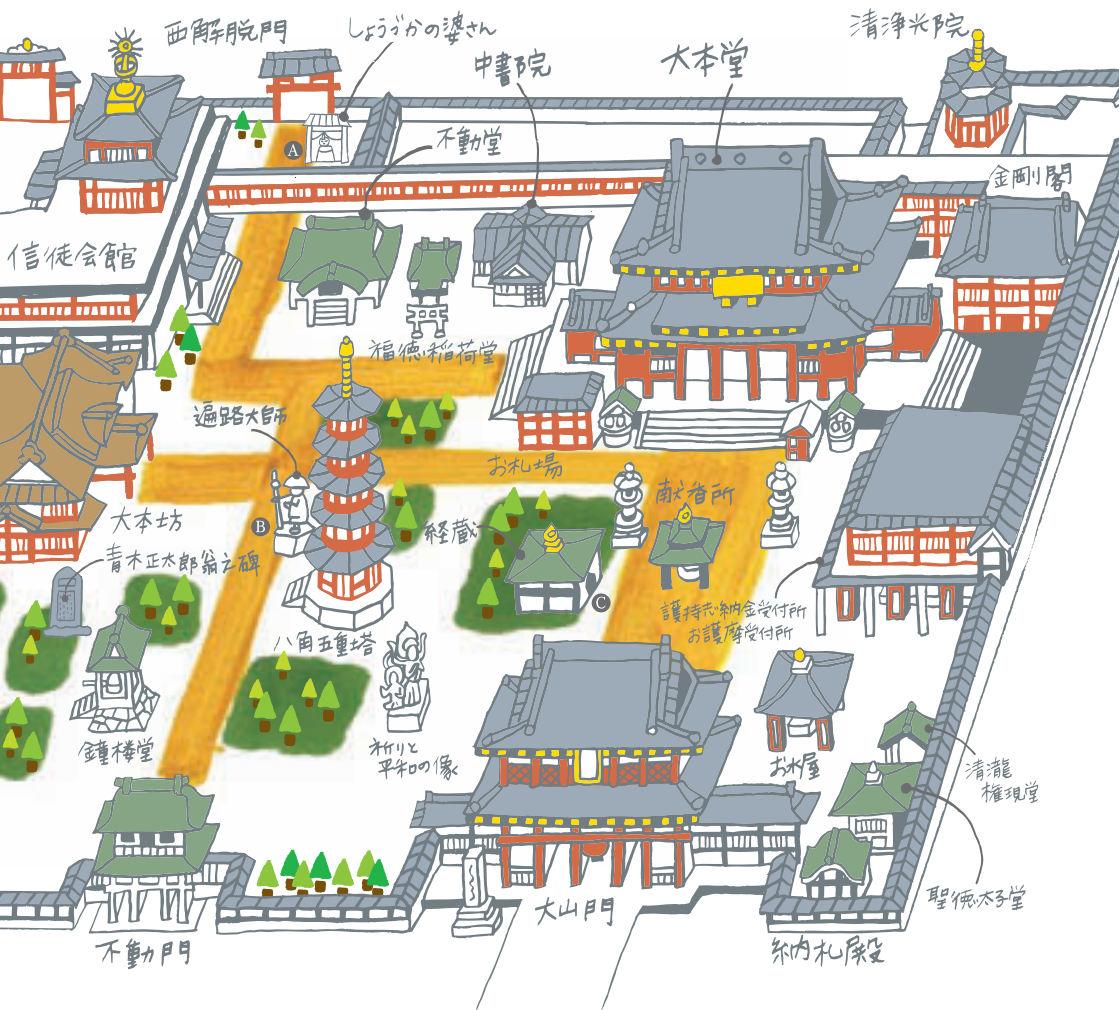 西解脱門
しょうづかの婆さん
中書院
大本堂
清浄光院
A
不動堂
金剛閣
信徒会館
福徳稲荷堂
遍路大師
お札場
献香所
大本坊
B
経蔵
青木正太郎翁之碑
C
護持志納金受付所
お護摩受付所
八角五重塔
鐘楼堂
祈りと
平和の像
お水屋
清瀧
権現堂
聖徳太子堂
不動門
大山門
納札殿